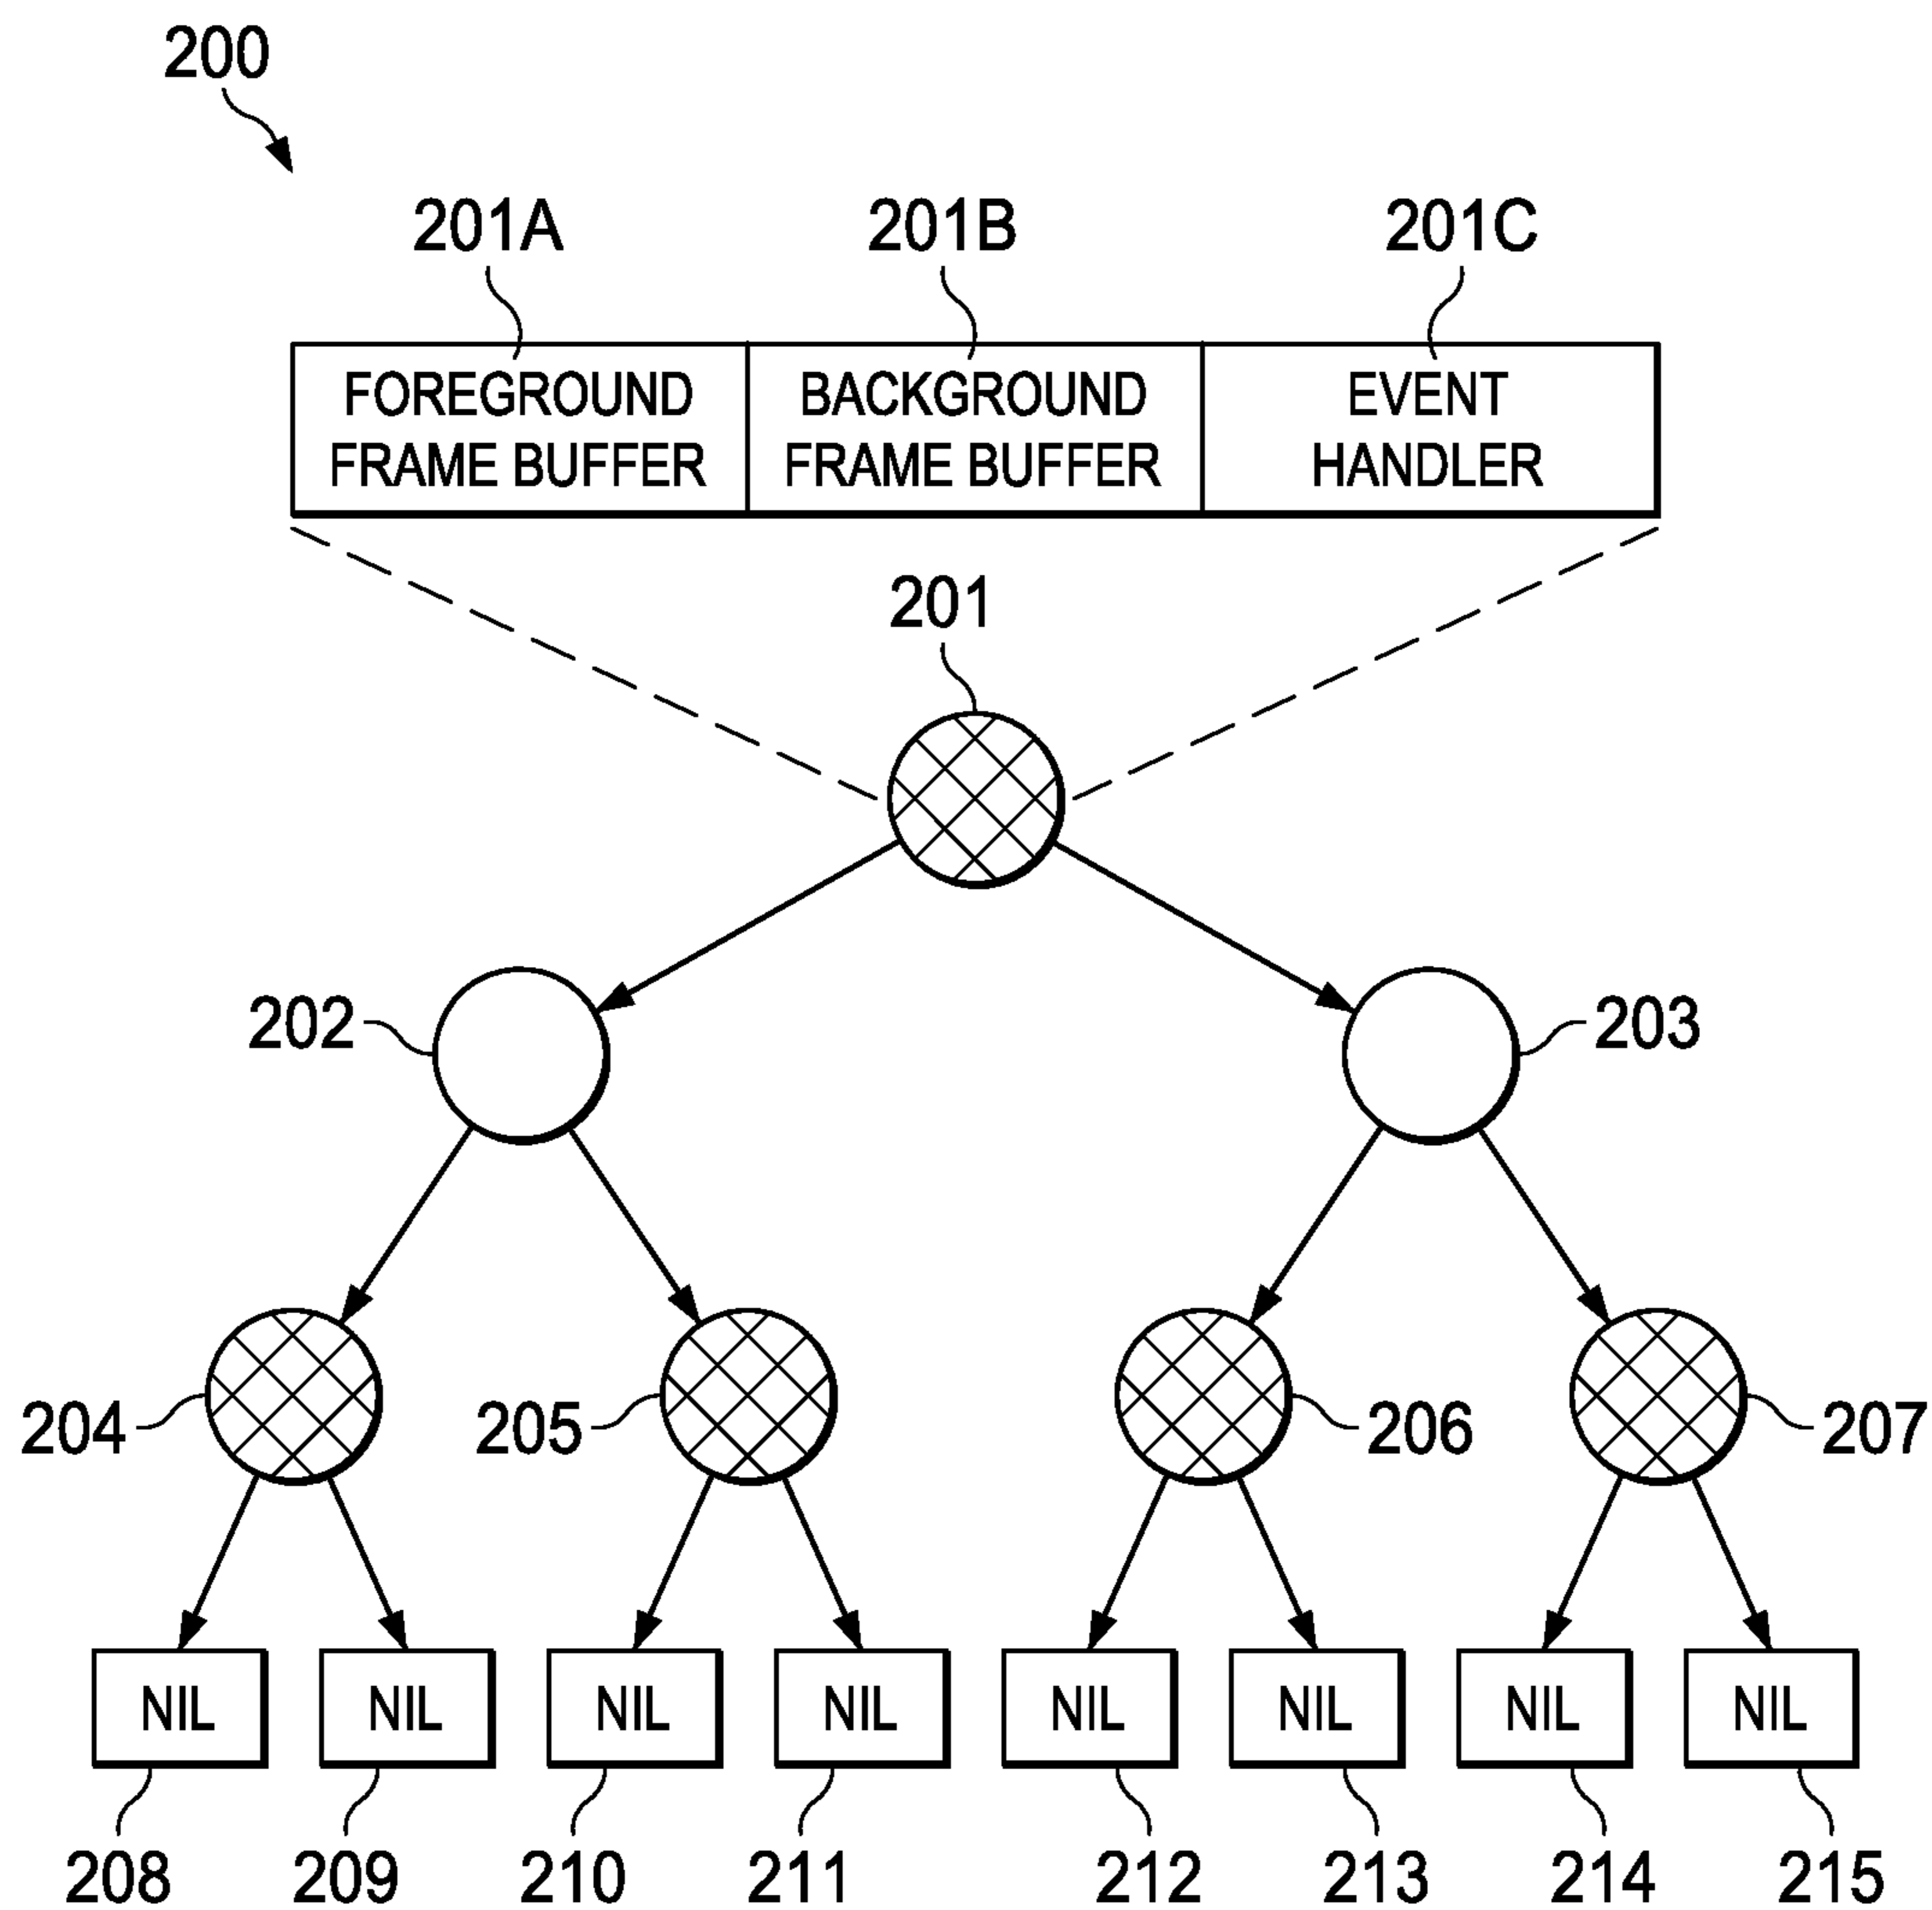 200
201A
201B
201C
FOREGROUND
FRAME BUFFER
BACKGROUND
FRAME BUFFER
EVENT
HANDLER
201
202
203
204
205
206
207
NIL
NIL
NIL
NIL
NIL
NIL
NIL
NIL
208
209
210
211
212
213
214
215